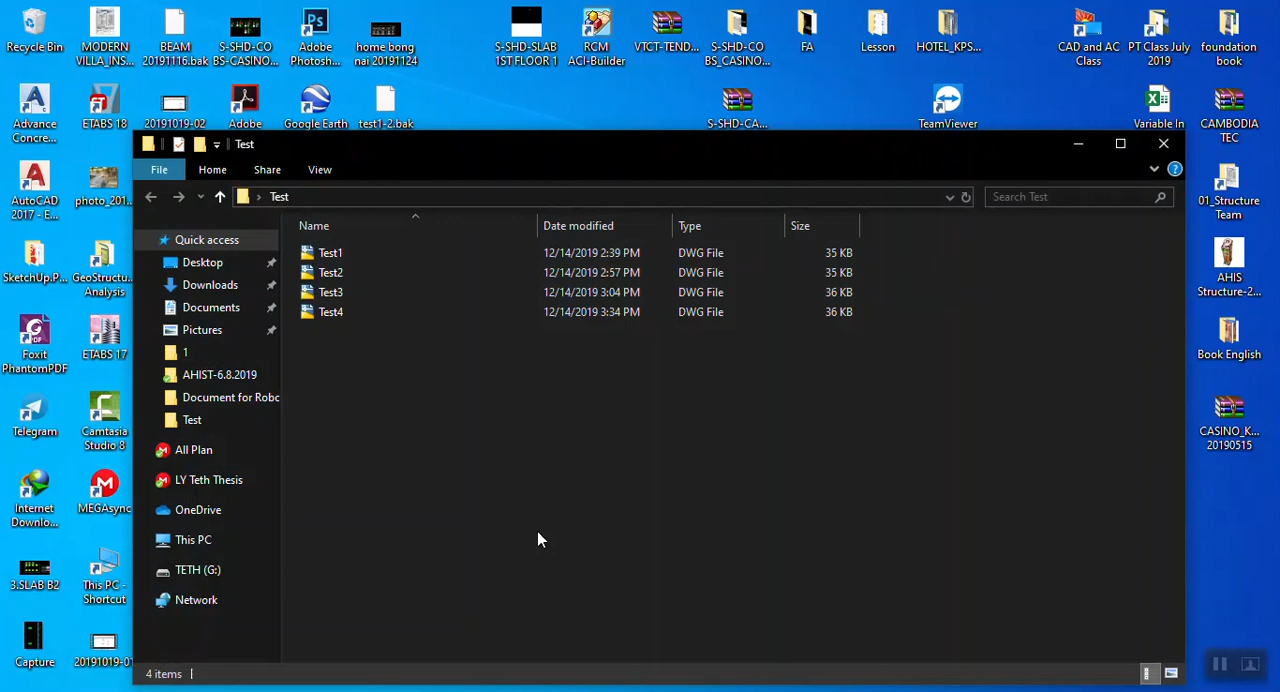 Recycle Bin
MODERN
VILLA_INS...
BEAM
20191116.bak
S-SHD-CO
BS-CASINO...
Adobe
Photosh...
home bong
nai 20191124
S-SHD-SLAB
1ST FLOOR 1
RCM
ACI-Builder
VTCT-TEND...
S-SHD-CO
BS_CASINO...
FA
Lesson
HOTEL_KPS...
CAD and AC
Class
PT Class July
2019
foundation
book
Advance
Concre...
ETABS 18
20191019-02
Adobe
Google Earth
test1-2.bak
S-SHD-CA...
TeamViewer
Variable In
CAMBODIA
TEC
AutoCAD
2017 - E...
photo_201...
SketchUp.P...
GeoStructu...
Analysis
Foxit
PhantomPDF
ETABS 17
Telegram
Camtasia
Studio 8
Internet
Downlo...
MEGAsync
3.SLAB B2
This PC -
Shortcut
Capture
20191019-01
Test
File
Home
Share
View
Test
Search Test
Name
Date modified
Type
Size
Test1 12/14/2019 2:39 PM DWG File 35 KB
Test2 12/14/2019 2:57 PM DWG File 35 KB
Test3 12/14/2019 3:04 PM DWG File 36 KB
Test4 12/14/2019 3:34 PM DWG File 36 KB
Quick access
Desktop
Downloads
Documents
Pictures
1
AHIST-6.8.2019
Document for Robo
Test
All Plan
LY Teth Thesis
OneDrive
This PC
TETH (G:)
Network
4 items
01_Structure
Team
AHIS
Structure-2...
Book English
CASINO_K...
20190515